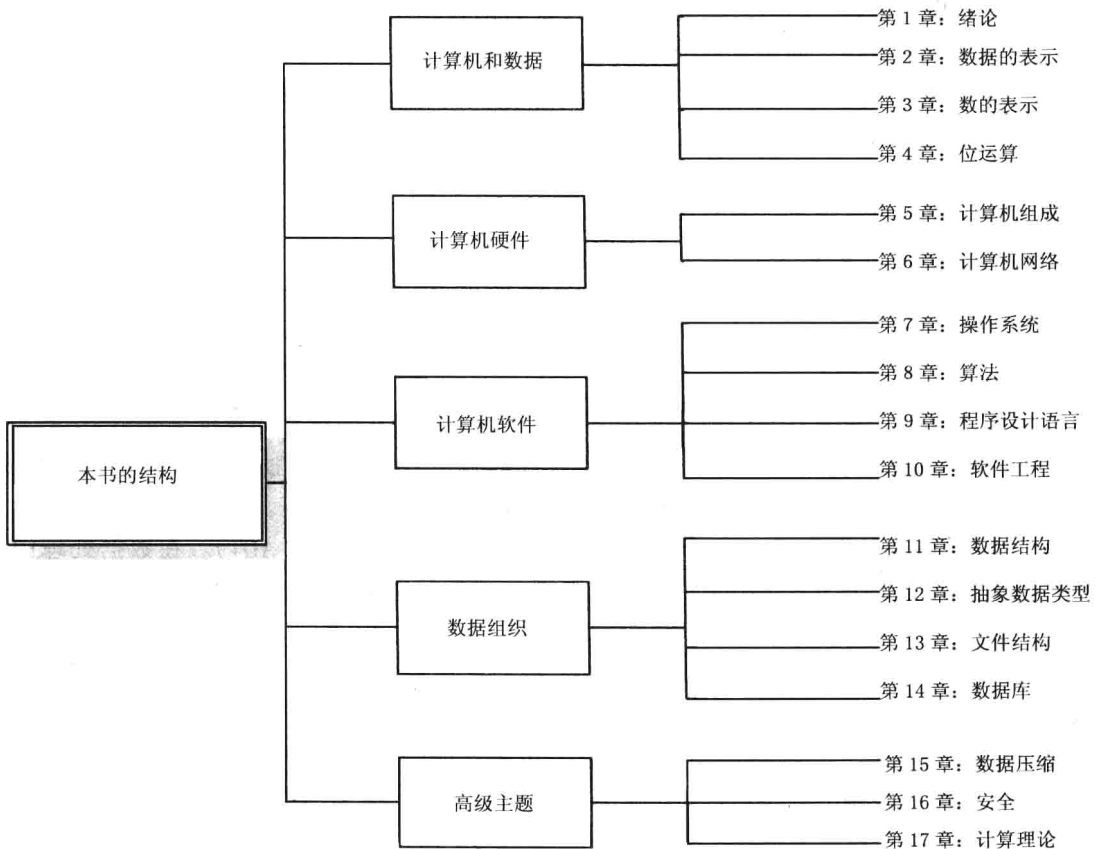 本书的结构
计算机和数据
第 1 章：绪论
第 2 章：数据的表示
第 3 章：数的表示
第 4 章：位运算
计算机硬件
第 5 章：计算机组成
第 6 章：计算机网络
计算机软件
第 7 章：操作系统
第 8 章：算法
第 9 章：程序设计语言
第 10 章：软件工程
数据组织
第 11 章：数据结构
第 12 章：抽象数据类型
第 13 章：文件结构
第 14 章：数据库
高级主题
第 15 章：数据压缩
第 16 章：安全
第 17 章：计算理论